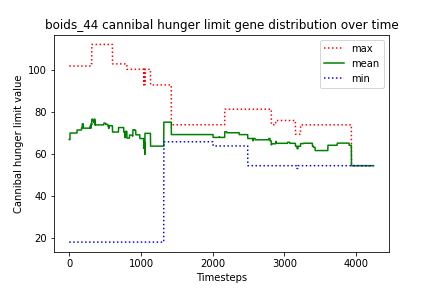 boids_44 cannibal hunger limit gene distribution over time
max
mean
min
Cannibal hunger limit value
100
80
60
40
20
0
1000
2000
3000
4000
Timesteps